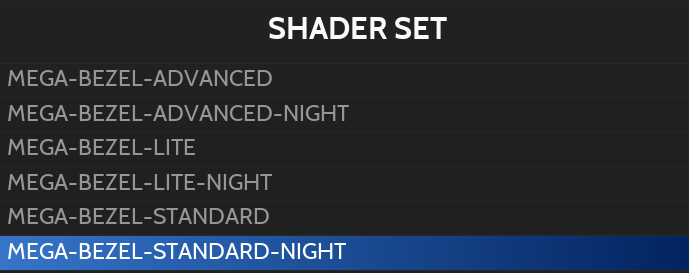 SHADER SET
MEGA-BEZEL-ADVANCED
MEGA-BEZEL-ADVANCED-NIGHT
MEGA-BEZEL-LITE
MEGA-BEZEL-LITE-NIGHT
MEGA-BEZEL-STANDARD
MEGA-BEZEL-STANDARD-NIGHT